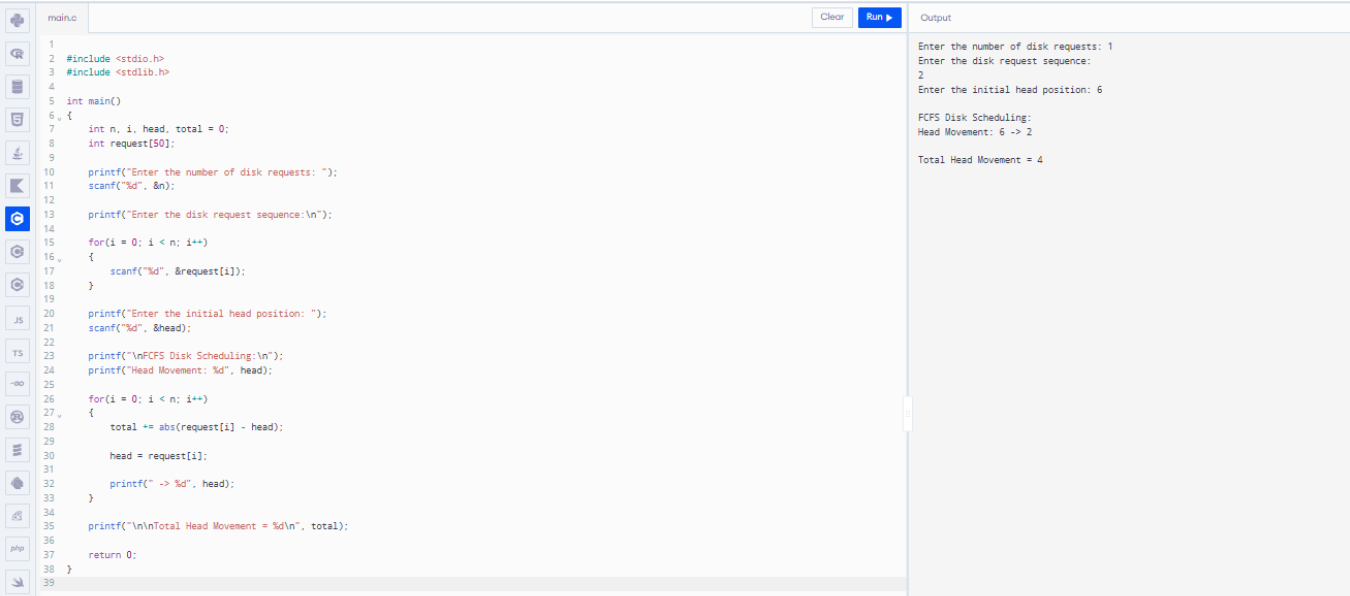 main.c
Clear
Run
Output
1
2 #include <stdio.h>
3 #include <stdlib.h>
4
5 int main()
6 {
7 int n, i, head, total = 0;
8 int request[50];
9
10 printf("Enter the number of disk requests: ");
11 scanf("%d", &n);
12
13 printf("Enter the disk request sequence:\n");
14
15 for(i = 0; i < n; i++)
16 {
17 scanf("%d", &request[i]);
18 }
19
20 printf("Enter the initial head position: ");
21 scanf("%d", &head);
22
23 printf("\nFCFS Disk Scheduling:\n");
24 printf("Head Movement: %d", head);
25
26 for(i = 0; i < n; i++)
27 {
28 total += abs(request[i] - head);
29
30 head = request[i];
31
32 printf(" -> %d", head);
33 }
34
35 printf("\n\nTotal Head Movement = %d\n", total);
36
37 return 0;
38 }
39
Enter the number of disk requests: 1
Enter the disk request sequence:
2
Enter the initial head position: 6
FCFS Disk Scheduling:
Head Movement: 6 -> 2
Total Head Movement = 4
JS
TS
php